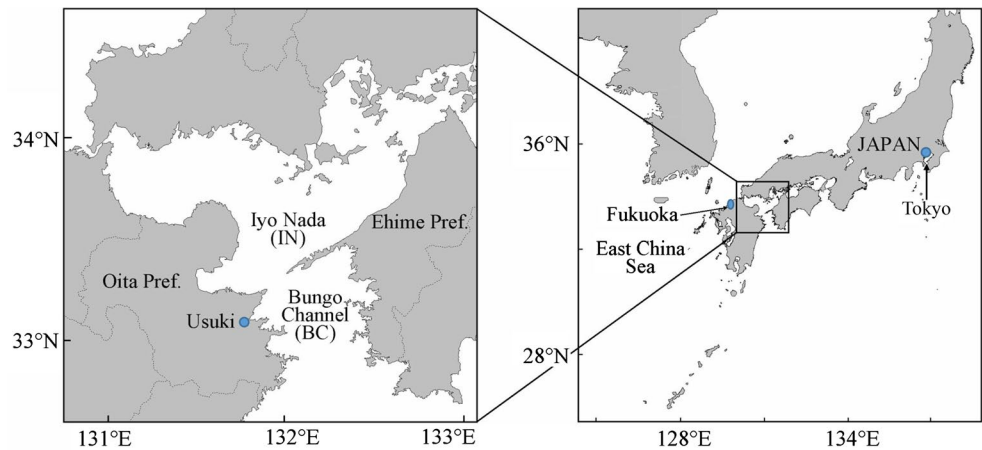 34°N
33°N
131°E
132°E
133°E
Iyo Nada
(IN)
Ehime Pref.
Oita Pref.
Bungo
Channel
(BC)
Usuki
36°N
28°N
128°E
134°E
JAPAN
Tokyo
Fukuoka
East China
Sea